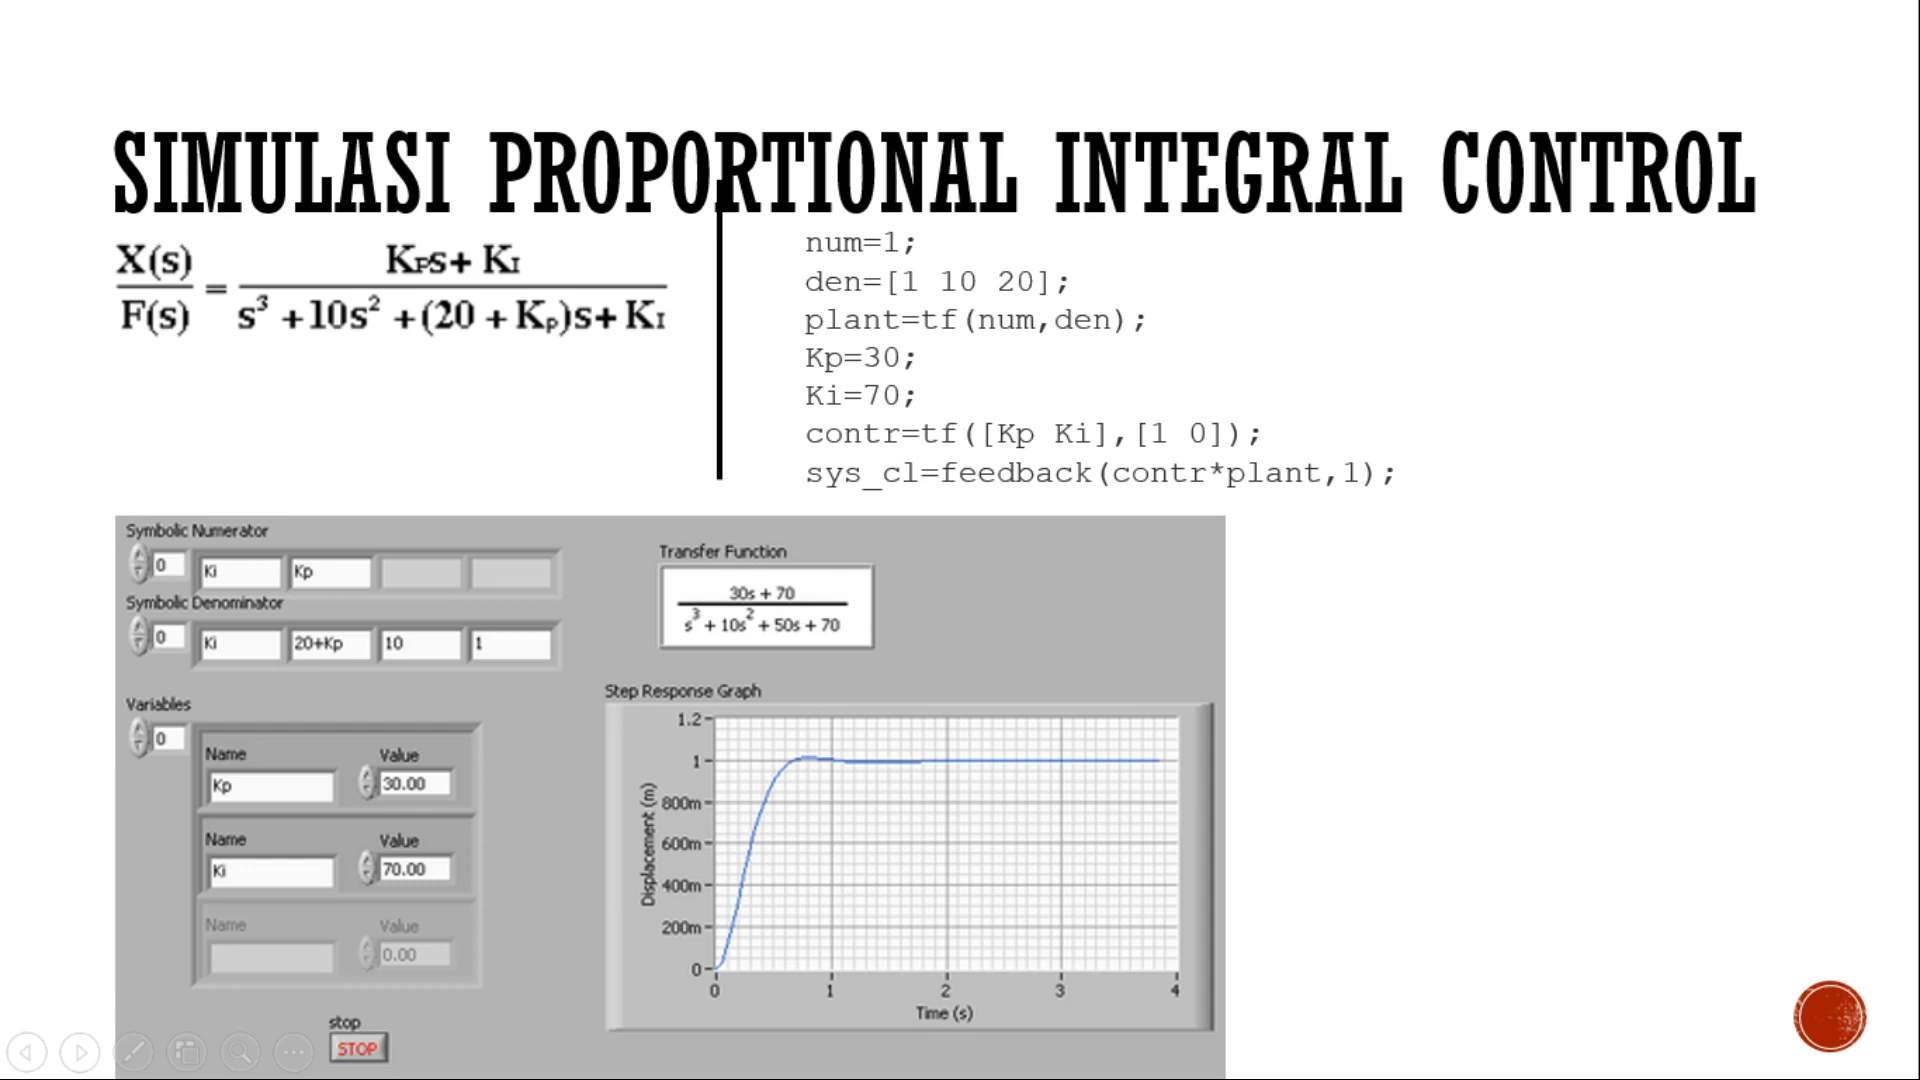 SIMULASI PROPORTIONAL INTEGRAL CONTROL
X(s)
F(s)
=
KPs+ KI
s³ +10s² +(20 + Kp)s+ KI
num=1;
den=[1 10 20];
plant=tf(num,den);
Kp=30;
Ki=70;
contr=tf([Kp Ki],[1 0]);
sys_cl=feedback(contr*plant,1);
Symbolic Numerator
0 Ki Kp
Symbolic Denominator
0 Ki 20+Kp 10 1
Variables
0
Name Value
Kp 30.00
Name Value
Ki 70.00
Name Value
0.00
stop
STOP
Transfer Function
30s + 70
s³ + 10s² + 50s + 70
Step Response Graph
Displacement (m)
1.2
1
800m
600m
400m
200m
0
0 1 2 3 4
Time (s)